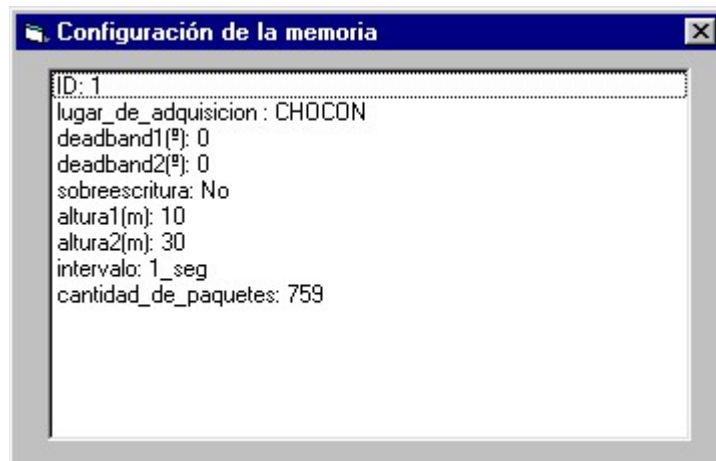 Configuración de la memoria
ID: 1
lugar_de_adquisicion : CHOCON
deadband1(º): 0
deadband2(º): 0
sobreescritura: No
altura1(m): 10
altura2(m): 30
intervalo: 1_seg
cantidad_de_paquetes: 759